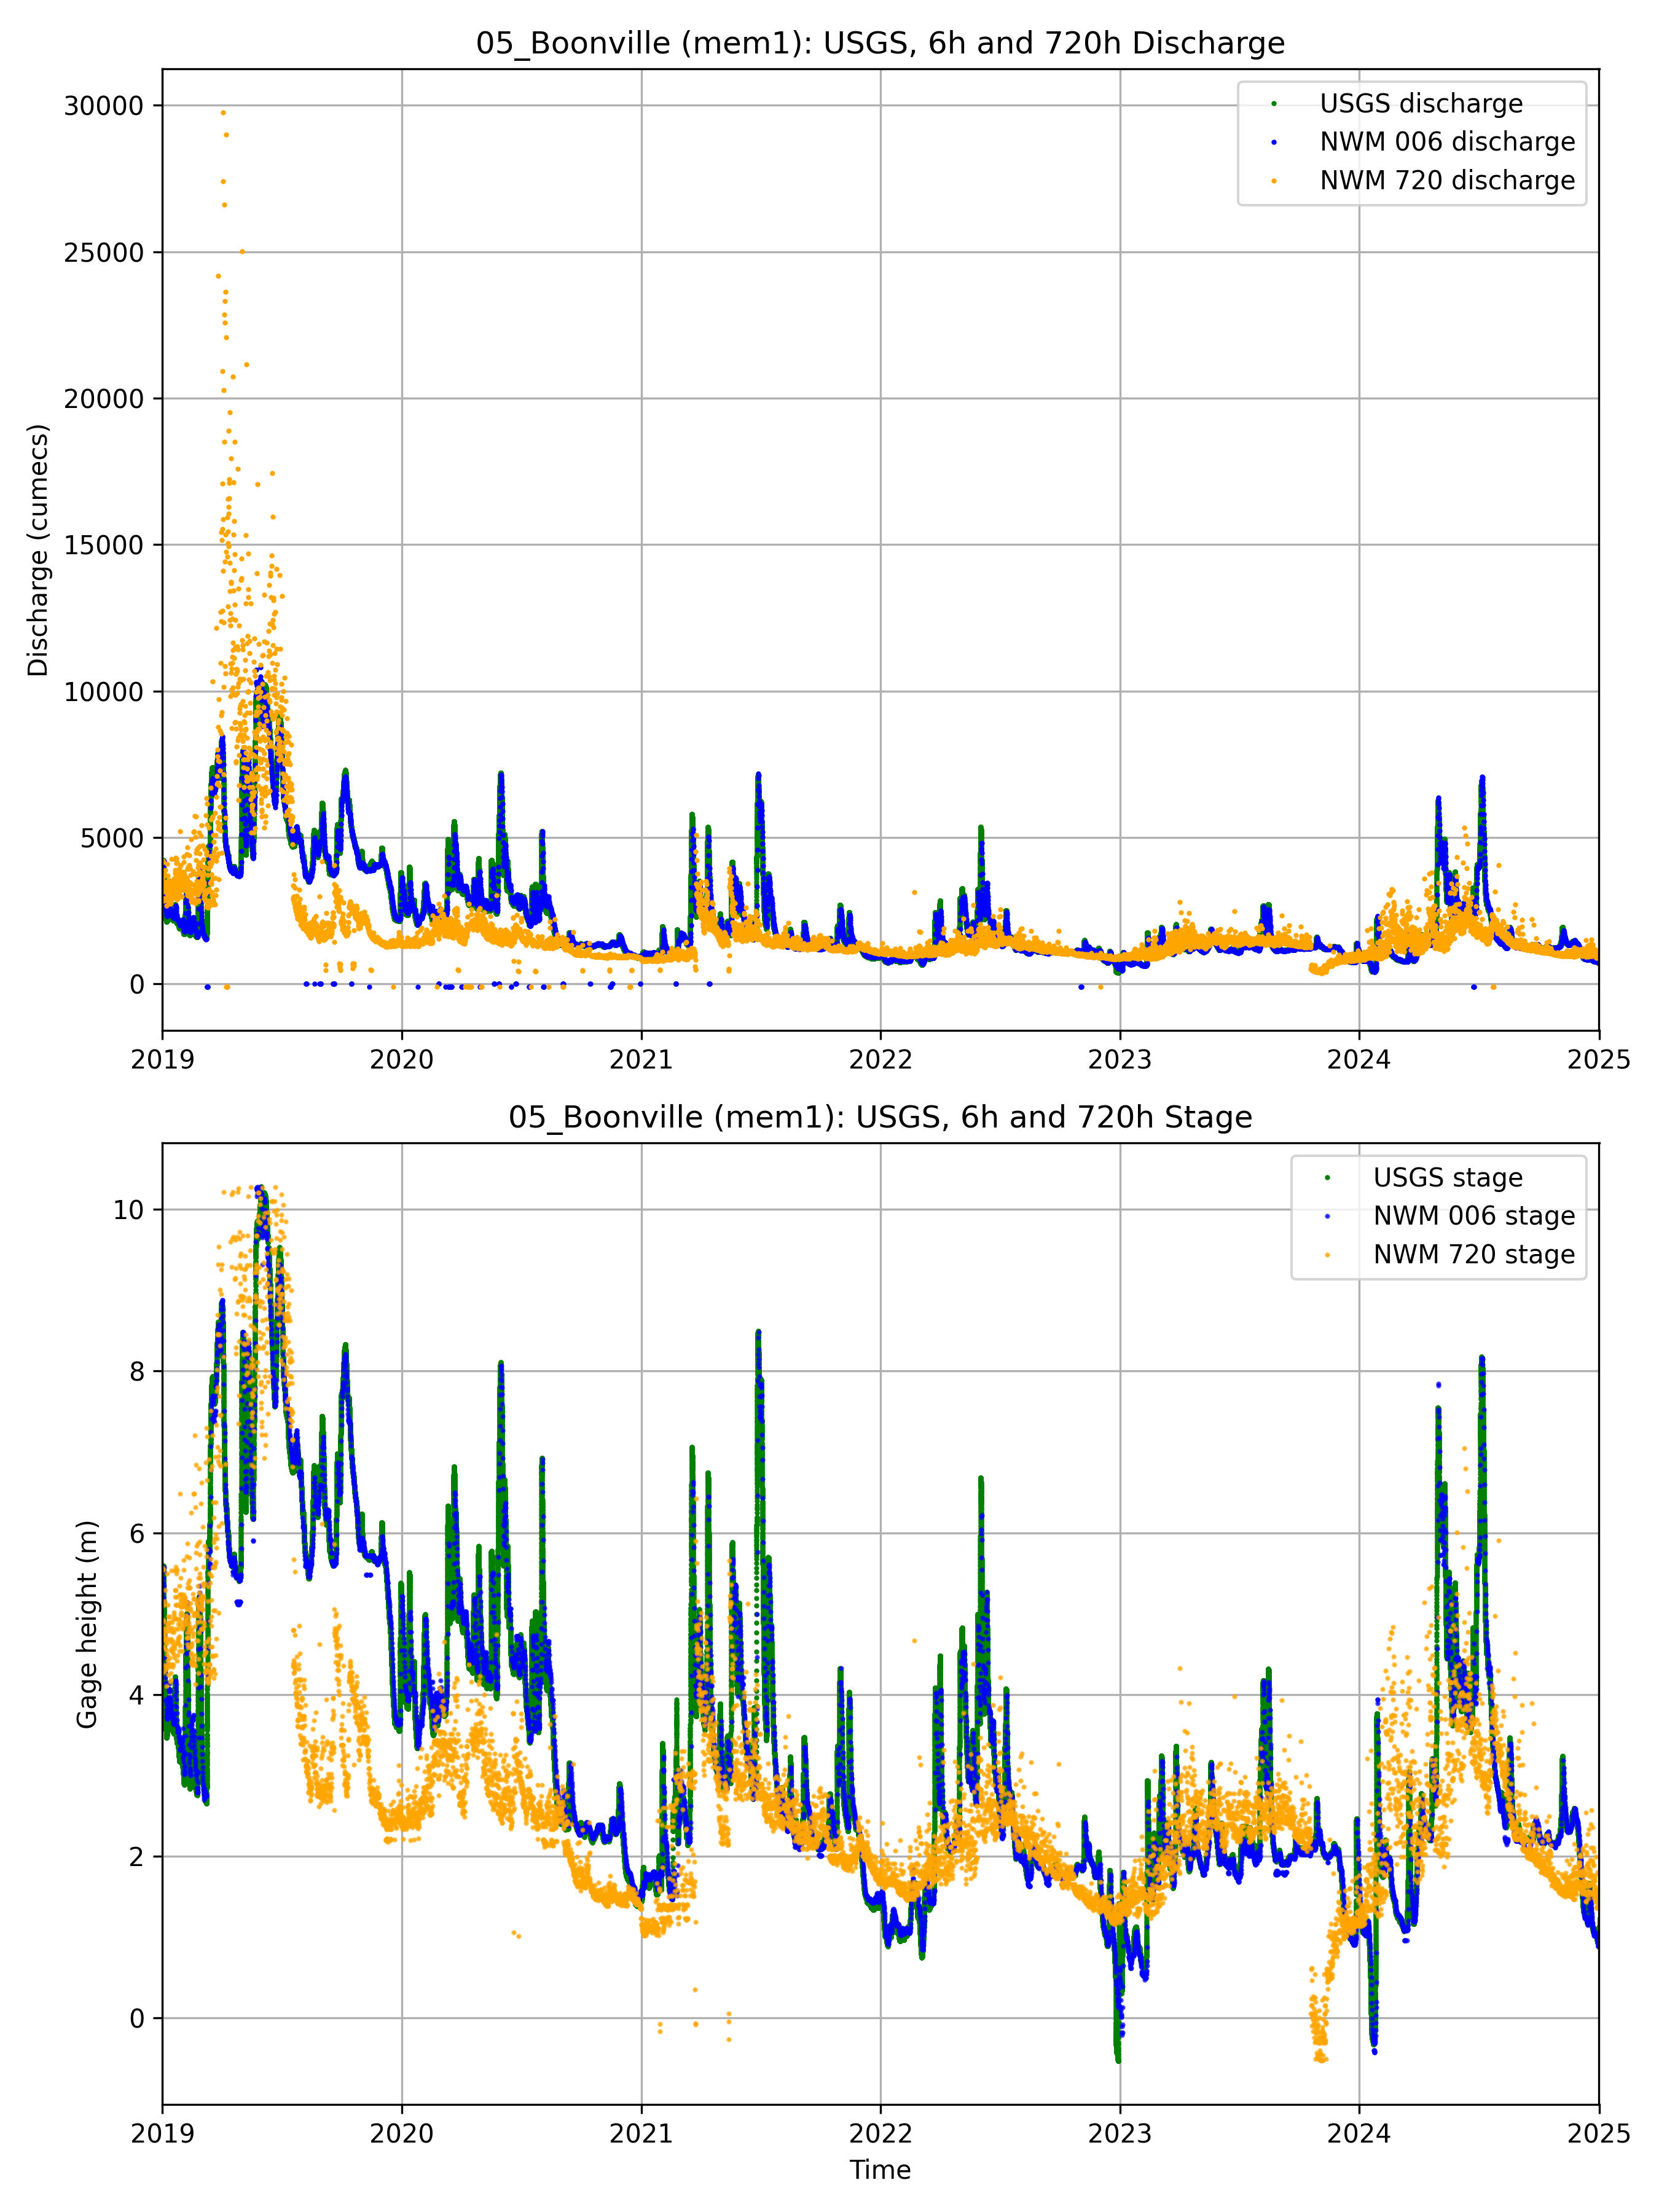 05_Boonville (mem1): USGS, 6h and 720h Discharge
30000
25000
20000
15000
10000
5000
0
Discharge (cumecs)
USGS discharge
NWM 006 discharge
NWM 720 discharge
2019 2020 2021 2022 2023 2024 2025
05_Boonville (mem1): USGS, 6h and 720h Stage
10
8
6
4
2
0
Gage height (m)
USGS stage
NWM 006 stage
NWM 720 stage
2019 2020 2021 2022 2023 2024 2025
Time